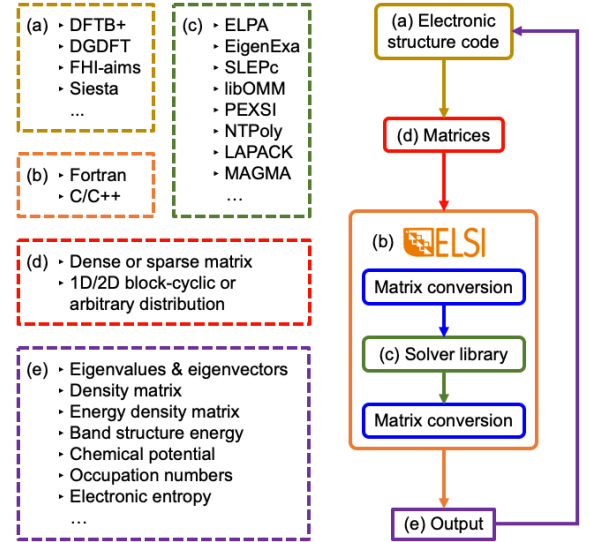 (a) ‣ DFTB+
‣ DGDFT
‣ FHI-aims
‣ Siesta
...
(b) ‣ Fortran
‣ C/C++
(c) ‣ ELPA
‣ EigenExa
‣ SLEPc
‣ libOMM
‣ PEXSI
‣ NTPoly
‣ LAPACK
‣ MAGMA
…
(d) ‣ Dense or sparse matrix
‣ 1D/2D block-cyclic or
arbitrary distribution
(e) ‣ Eigenvalues & eigenvectors
‣ Density matrix
‣ Energy density matrix
‣ Band structure energy
‣ Chemical potential
‣ Occupation numbers
‣ Electronic entropy
…
(a) Electronic
structure code
(d) Matrices
(b) ELSI
Matrix conversion
(c) Solver library
Matrix conversion
(e) Output